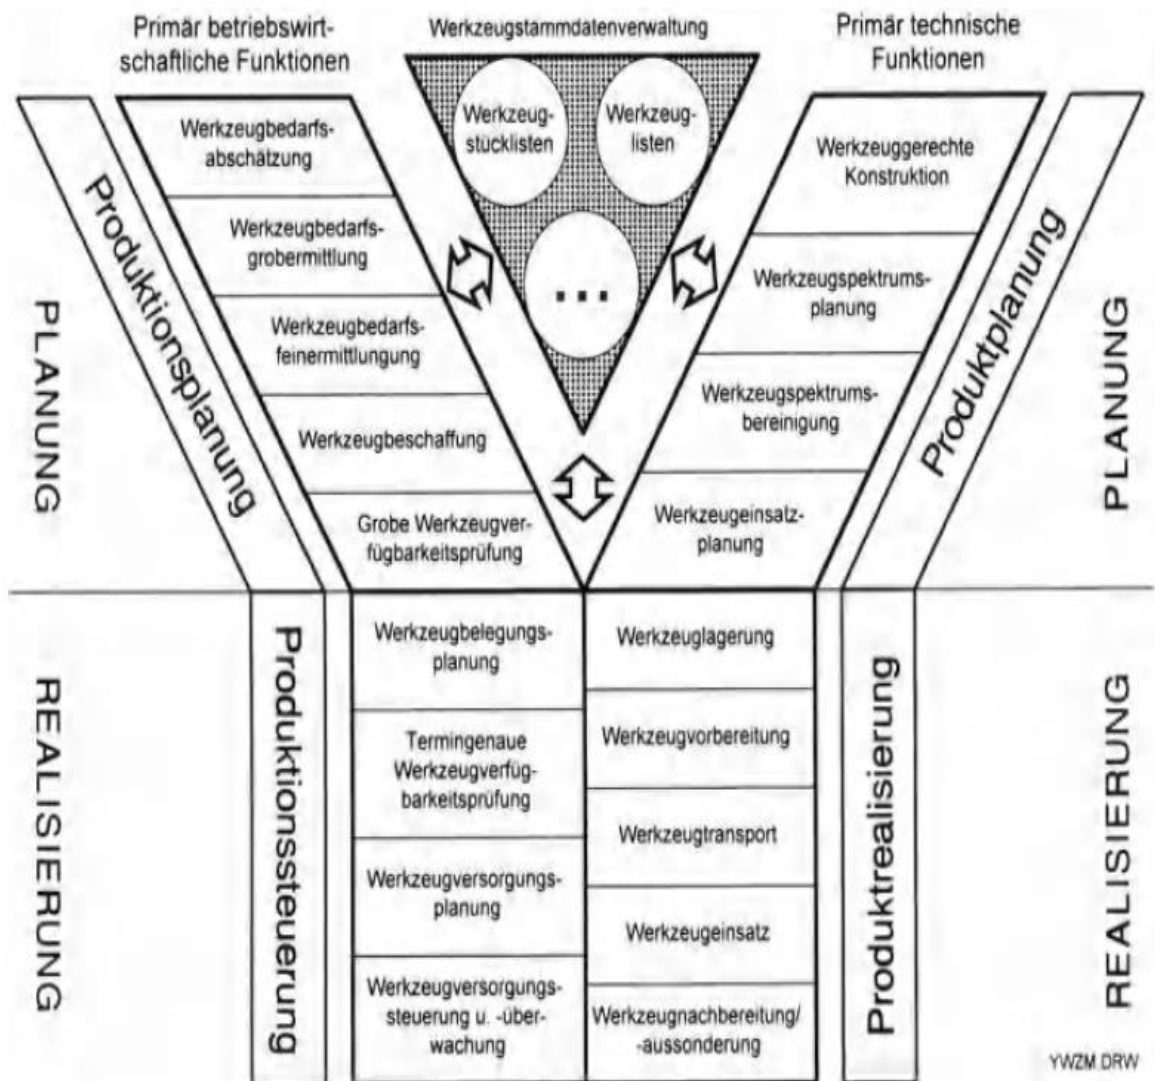 Primär betriebswirt-
schaftliche Funktionen
Werkzeugstammdatenverwaltung
Primär technische
Funktionen
Werkzeug-
stücklisten
Werkzeug-
listen
...
PLANUNG
Produktionsplanung
Werkzeugbedarfs-
abschätzung
Werkzeugbedarfs-
grobermittlung
Werkzeugbedarfs-
feinermittlungung
Werkzeugbeschaffung
Grobe Werkzeugver-
fügbarkeitsprüfung
Werkzeuggerechte
Konstruktion
Werkzeugspektrums-
planung
Werkzeugspektrums-
bereinigung
Werkzeugeinsatz-
planung
Produktplanung
PLANUNG
REALISIERUNG
Produktionssteuerung
Werkzeugbelegungs-
planung
Termingenaue
Werkzeugverfüg-
barkeitsprüfung
Werkzeugversorgungs-
planung
Werkzeugversorgungs-
steuerung u. -über-
wachung
Werkzeuglagerung
Werkzeugvorbereitung
Werkzeugtransport
Werkzeugeinsatz
Werkzeugnachbereitung/
-aussonderung
Produktrealisierung
REALISIERUNG
YWZM.DRW